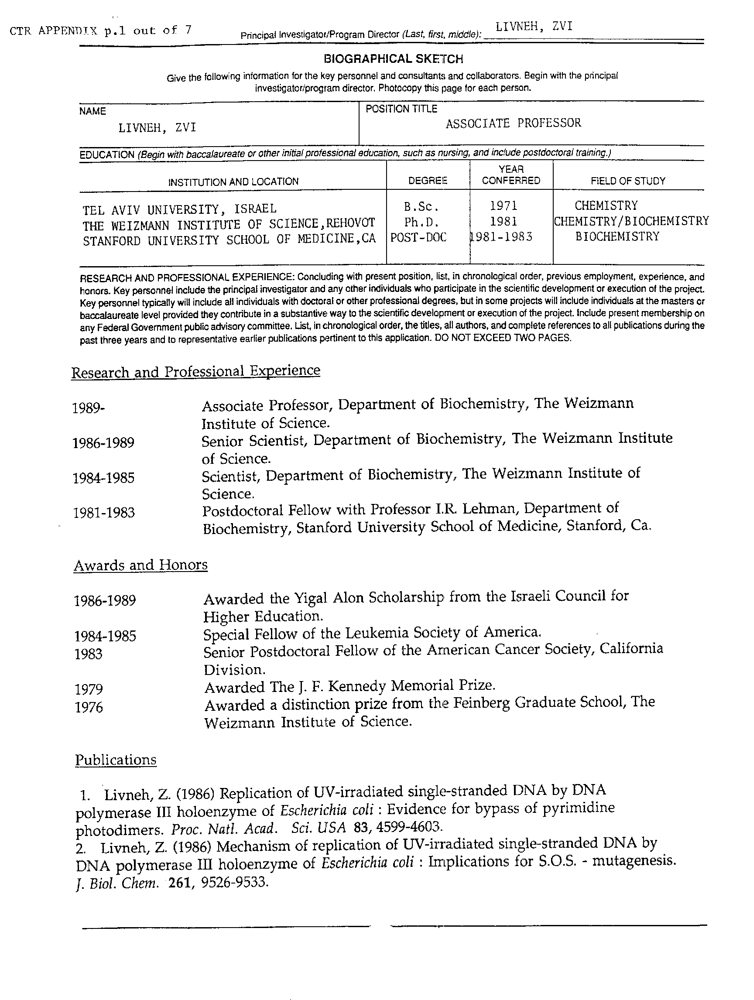 CTR APPENDIX p.1 out of 7
Principal Investigator/Program Director (Last, first, middle): LIVNEH, ZVI
BIOGRAPHICAL SKETCH
Give the following information for the key personnel and consultants and collaborators. Begin with the principal
investigator/program director. Photocopy this page for each person.
NAME
POSITION TITLE
LIVNEH, ZVI
ASSOCIATE PROFESSOR
EDUCATION (Begin with baccalaureate or other initial professional education, such as nursing, and include postdoctoral training.)
INSTITUTION AND LOCATION DEGREE YEAR CONFERRED FIELD OF STUDY
TEL AVIV UNIVERSITY, ISRAEL B.Sc. 1971 CHEMISTRY
THE WEIZMANN INSTITUTE OF SCIENCE,REHOVOT Ph.D. 1981 CHEMISTRY/BIOCHEMISTRY
STANFORD UNIVERSITY SCHOOL OF MEDICINE,CA POST-DOC 1981-1983 BIOCHEMISTRY
RESEARCH AND PROFESSIONAL EXPERIENCE: Concluding with present position, list, in chronological order, previous employment, experience, and
honors. Key personnel include the principal investigator and any other individuals who participate in the scientific development or execution of the project.
Key personnel typically will include all individuals with doctoral or other professional degrees, but in some projects will include individuals at the masters or
baccalaureate level provided they contribute in a substantive way to the scientific development or execution of the project. Include present membership on
any Federal Government public advisory committee. List, in chronological order, the titles, all authors, and complete references to all publications during the
past three years and to representative earlier publications pertinent to this application. DO NOT EXCEED TWO PAGES.
Research and Professional Experience
1989- Associate Professor, Department of Biochemistry, The Weizmann
Institute of Science.
1986-1989 Senior Scientist, Department of Biochemistry, The Weizmann Institute
of Science.
1984-1985 Scientist, Department of Biochemistry, The Weizmann Institute of
Science.
1981-1983 Postdoctoral Fellow with Professor I.R. Lehman, Department of
Biochemistry, Stanford University School of Medicine, Stanford, Ca.
Awards and Honors
1986-1989 Awarded the Yigal Alon Scholarship from the Israeli Council for
Higher Education.
1984-1985 Special Fellow of the Leukemia Society of America.
1983 Senior Postdoctoral Fellow of the American Cancer Society, California
Division.
1979 Awarded The J. F. Kennedy Memorial Prize.
1976 Awarded a distinction prize from the Feinberg Graduate School, The
Weizmann Institute of Science.
Publications
1. Livneh, Z. (1986) Replication of UV-irradiated single-stranded DNA by DNA
polymerase III holoenzyme of Escherichia coli : Evidence for bypass of pyrimidine
photodimers. Proc. Natl. Acad. Sci. USA 83, 4599-4603.
2. Livneh, Z. (1986) Mechanism of replication of UV-irradiated single-stranded DNA by
DNA polymerase III holoenzyme of Escherichia coli : Implications for S.O.S. - mutagenesis.
J. Biol. Chem. 261, 9526-9533.